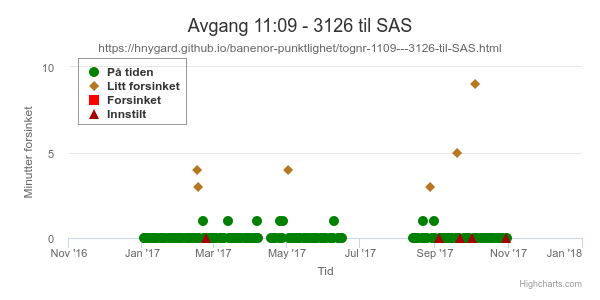 Avgang 11:09 - 3126 til SAS
https://hnygard.github.io/banenor-punktlighet/tognr-1109---3126-til-SAS.html
På tiden
Litt forsinket
Forsinket
Innstilt
Minutter forsinket
10
5
0
Nov '16
Jan '17
Mar '17
May '17
Jul '17
Sep '17
Nov '17
Jan '18
Tid
Highcharts.com